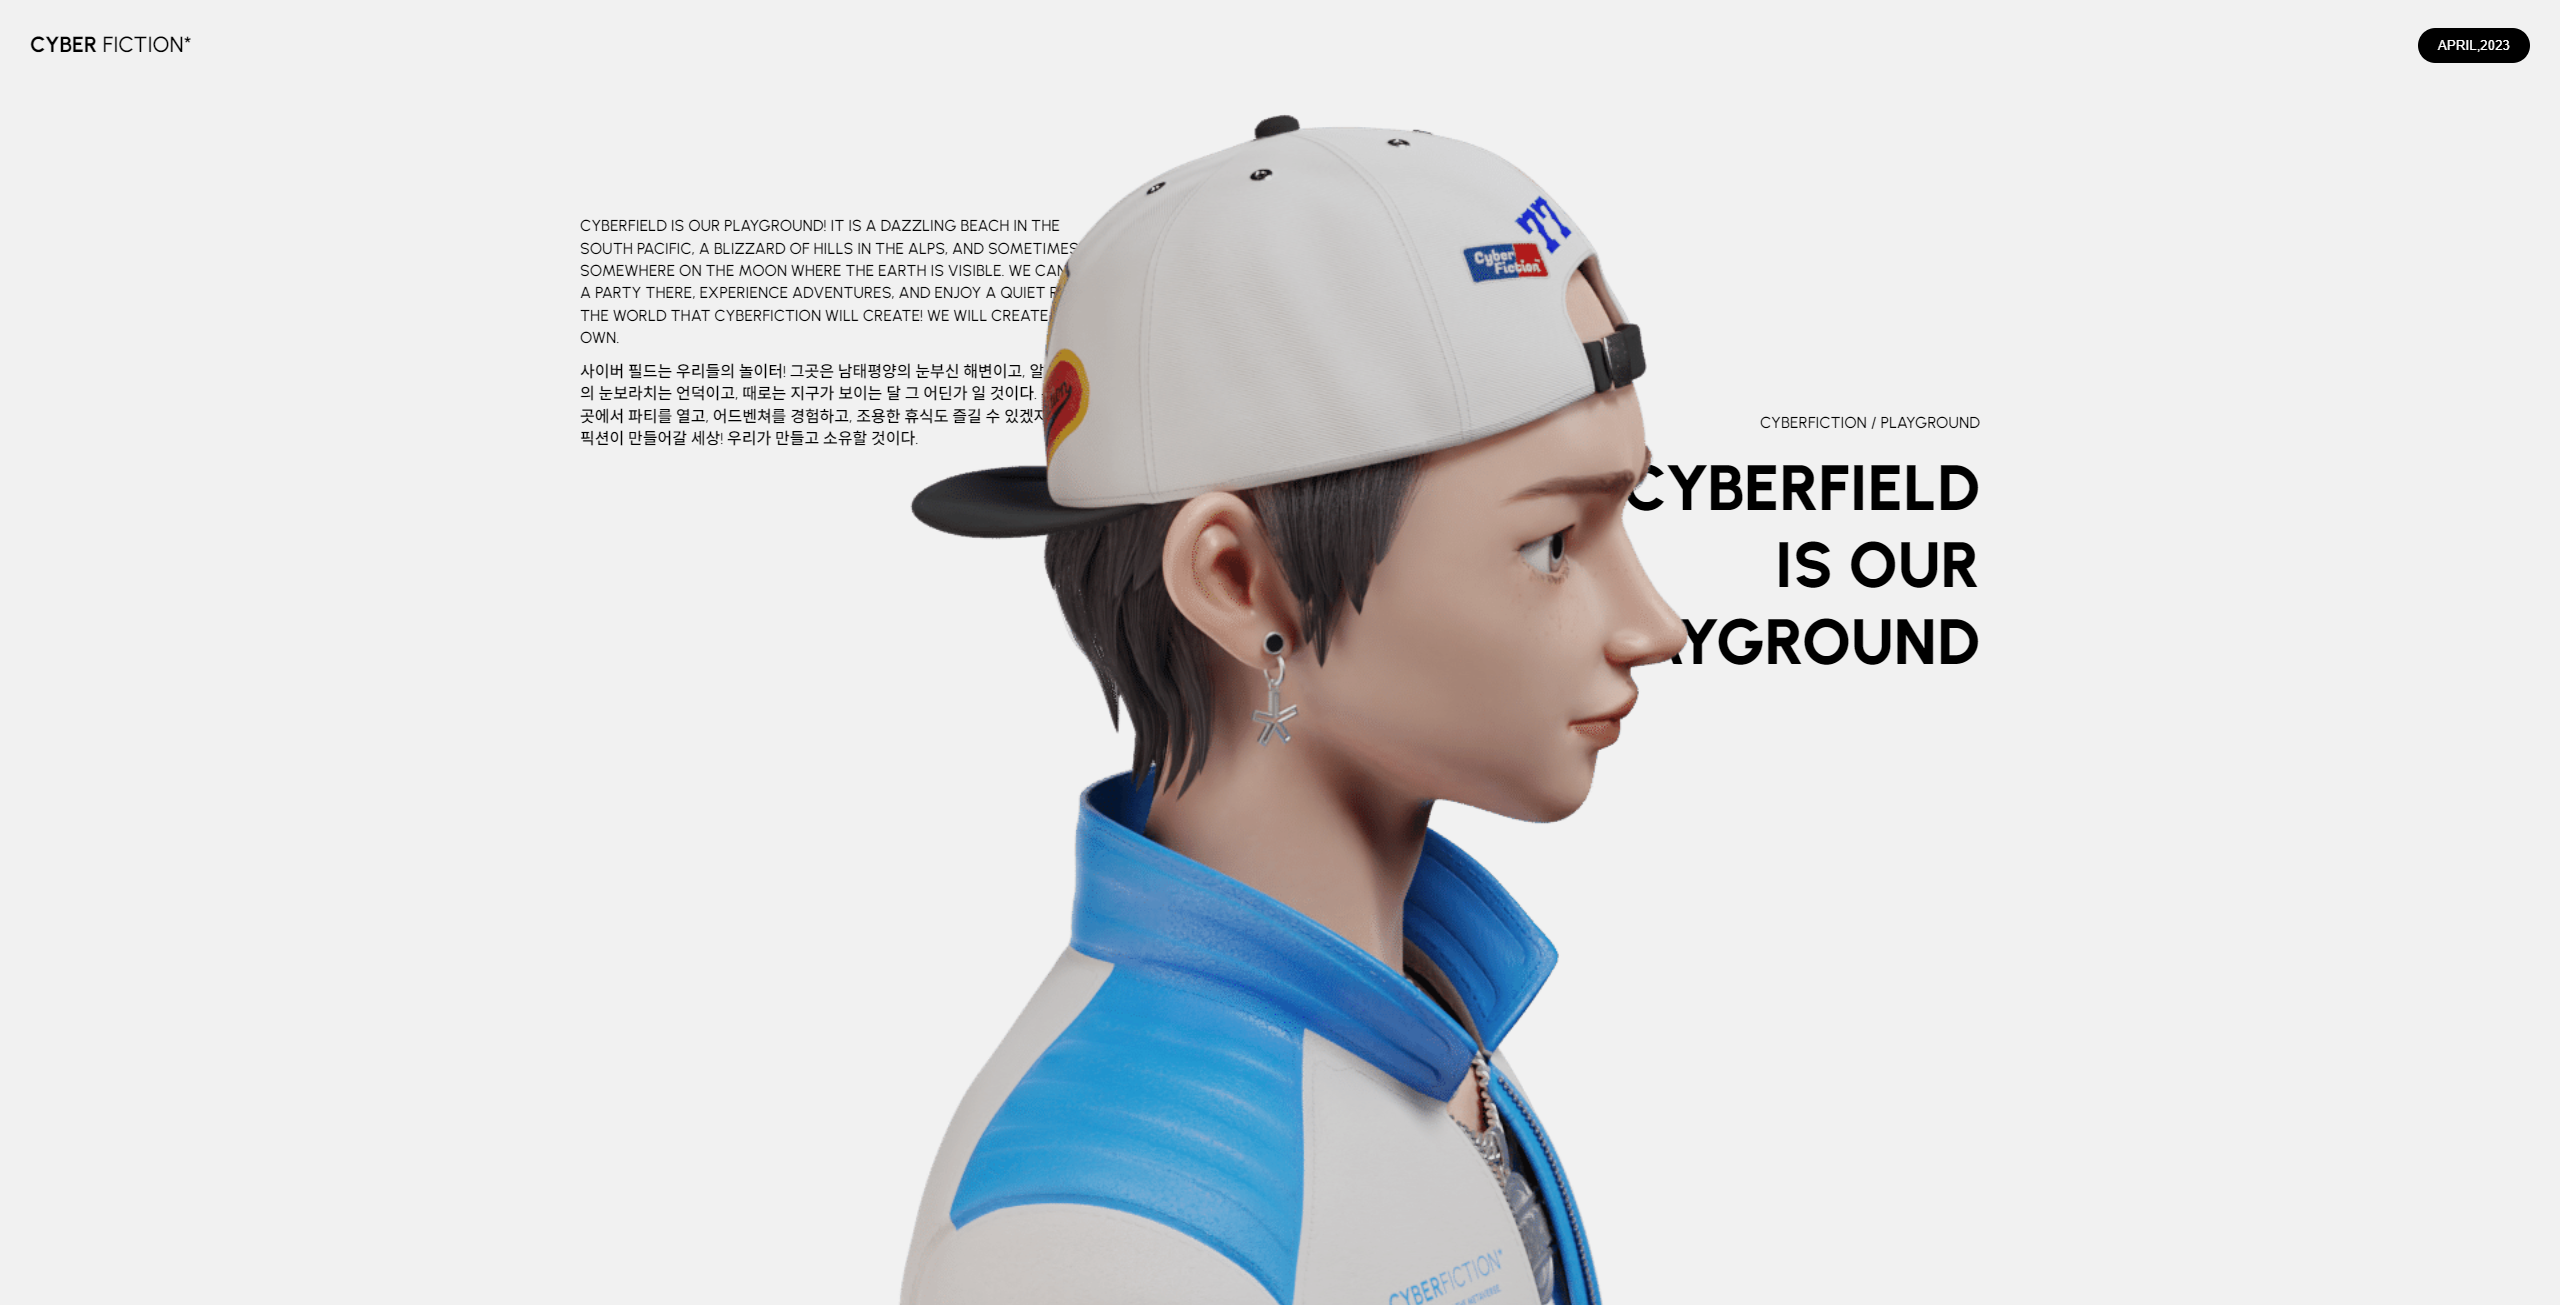 CYBER FICTION*
APRIL,2023
CYBERFIELD IS OUR PLAYGROUND! IT IS A DAZZLING BEACH IN THE
SOUTH PACIFIC, A BLIZZARD OF HILLS IN THE ALPS, AND SOMETIMES
SOMEWHERE ON THE MOON WHERE THE EARTH IS VISIBLE. WE CAN
A PARTY THERE, EXPERIENCE ADVENTURES, AND ENJOY A QUIET
THE WORLD THAT CYBERFICTION WILL CREATE! WE WILL CREATE
OWN.
사이버 필드는 우리들의 놀이터! 그곳은 남태평양의 눈부신 해변이고, 알
의 눈보라치는 언덕이고, 때로는 지구가 보이는 달 그 어딘가 일 것이다.
곳에서 파티를 열고, 어드벤쳐를 경험하고, 조용한 휴식도 즐길 수 있겠지
픽션이 만들어갈 세상! 우리가 만들고 소유할 것이다.
77
Cyber
Fiction
CYBERFICTION / PLAYGROUND
CYBERFIELD
IS OUR
AYGROUND
CYBERFICTION*
METAVERSE